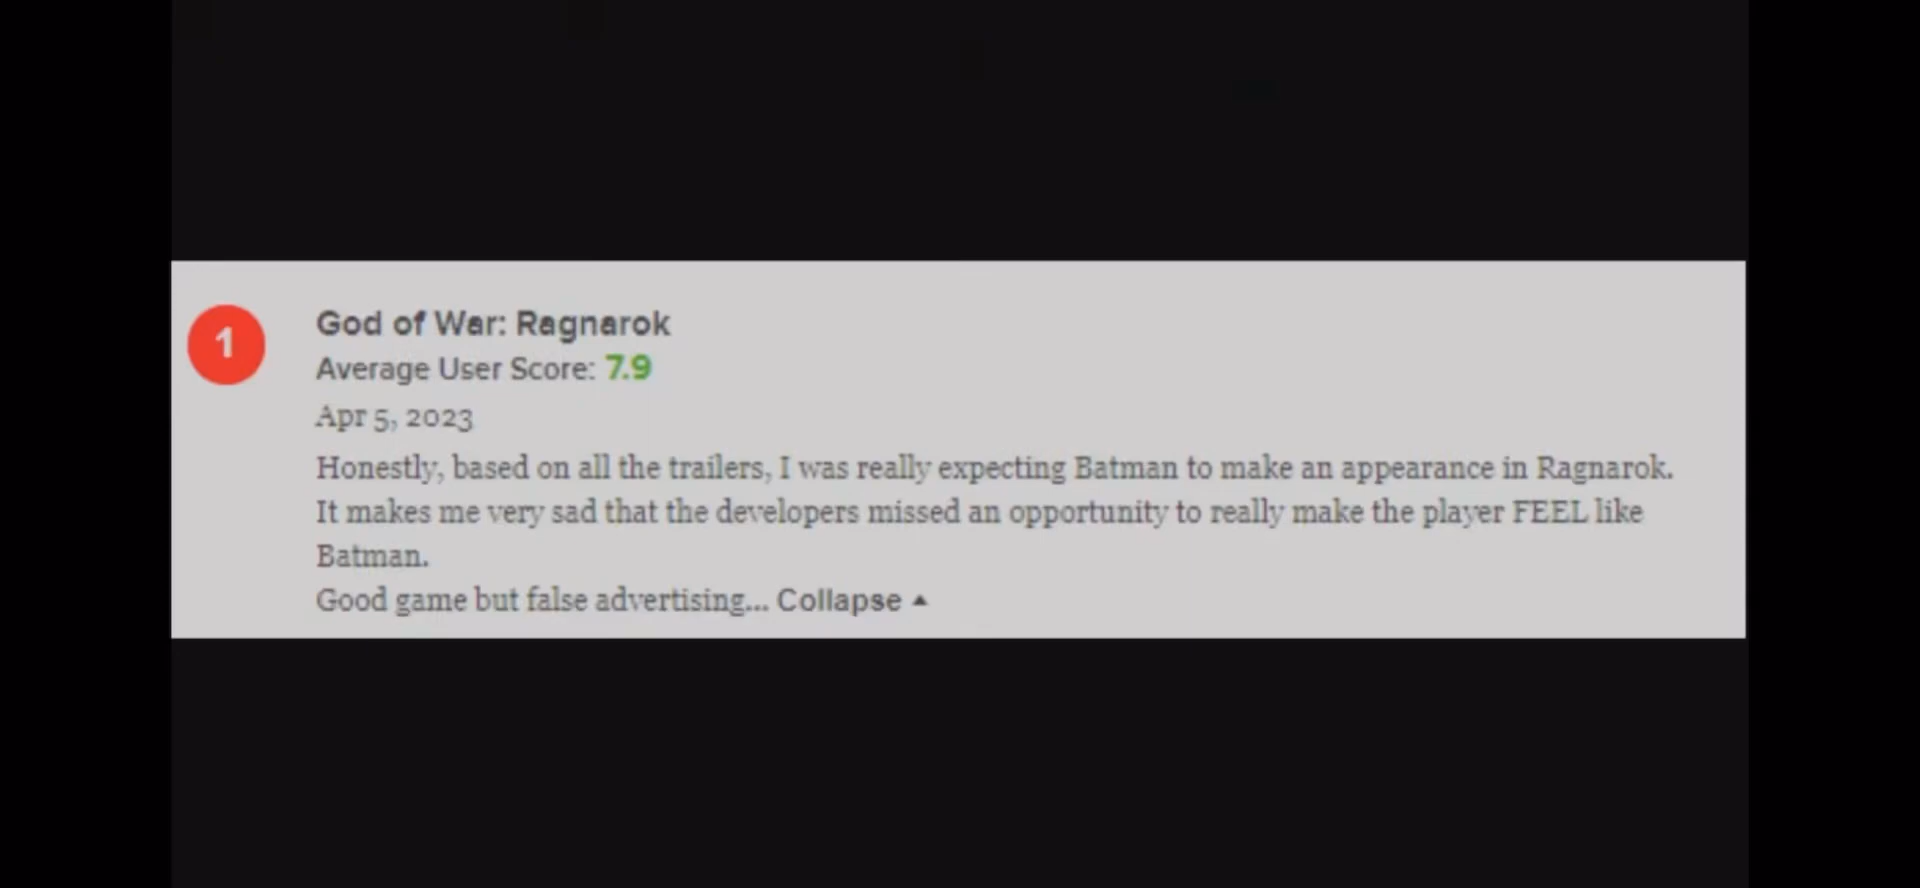 1
God of War: Ragnarok
Average User Score: 7.9
Apr 5, 2023
Honestly, based on all the trailers, I was really expecting Batman to make an appearance in Ragnarok.
It makes me very sad that the developers missed an opportunity to really make the player FEEL like
Batman.
Good game but false advertising... Collapse ▲